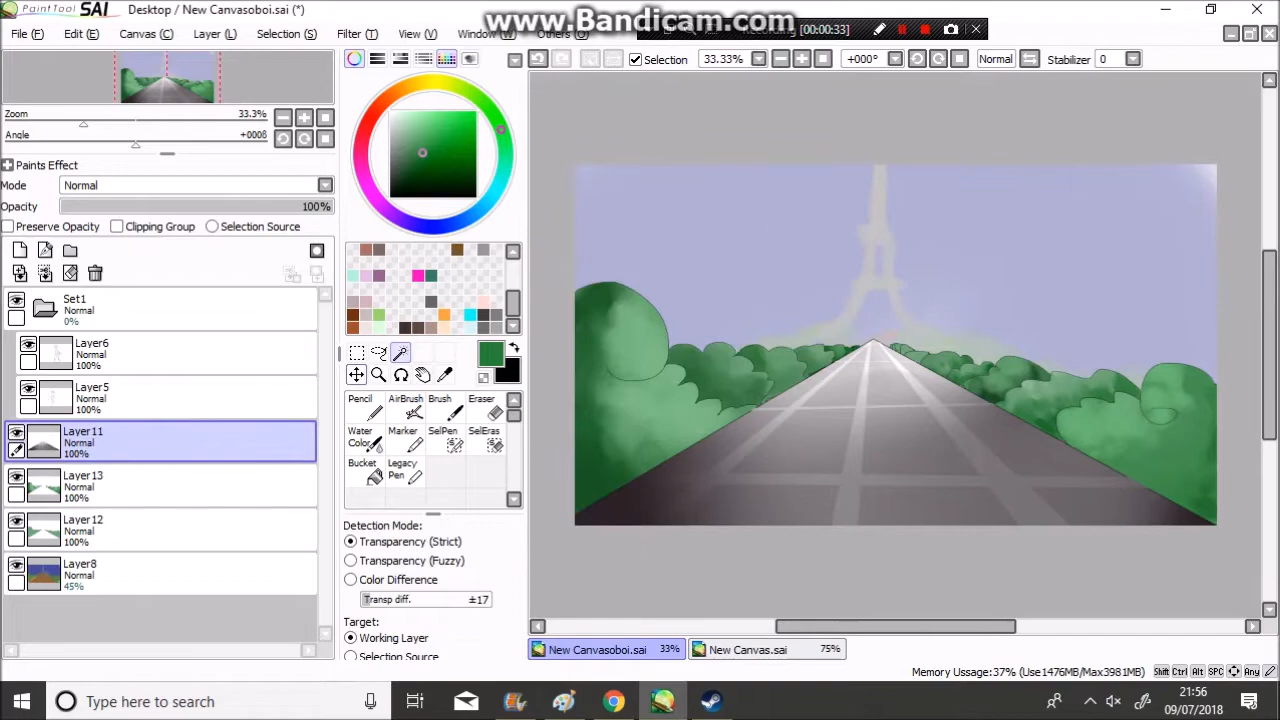 PaintTool SAI Desktop / New Canvasoboi.sai (*)
www.Bandicam.com
Recording [00:00:33]
Edit (E) Canvas (C) Layer (L) Selection (S) Filter (T) View (V) Window (W) Others (O)
Selection 33.33% +000° Normal Stabilizer 0
Zoom 33.3%
Angle +0008
Paints Effect
Mode Normal
Opacity 100%
Preserve Opacity Clipping Group Selection Source
Set1
Normal
0%
Layer6
Normal
100%
Layer5
Normal
100%
Layer11
Normal
100%
Layer13
Normal
100%
Layer12
Normal
100%
Layer8
Normal
45%
Pencil AirBrush Brush Eraser
Water Color Marker SelPen SelEras
Bucket Legacy Pen
Detection Mode:
Transparency (Strict)
Transparency (Fuzzy)
Color Difference
Transp diff. ±17
Target:
Working Layer
Selection Source
New Canvasoboi.sai 33% New Canvas.sai 75%
Memory Ussage:37% (Use1476MB/Max3981MB) Shift Ctrl Alt SPC Any
Type here to search
21:56
09/07/2018